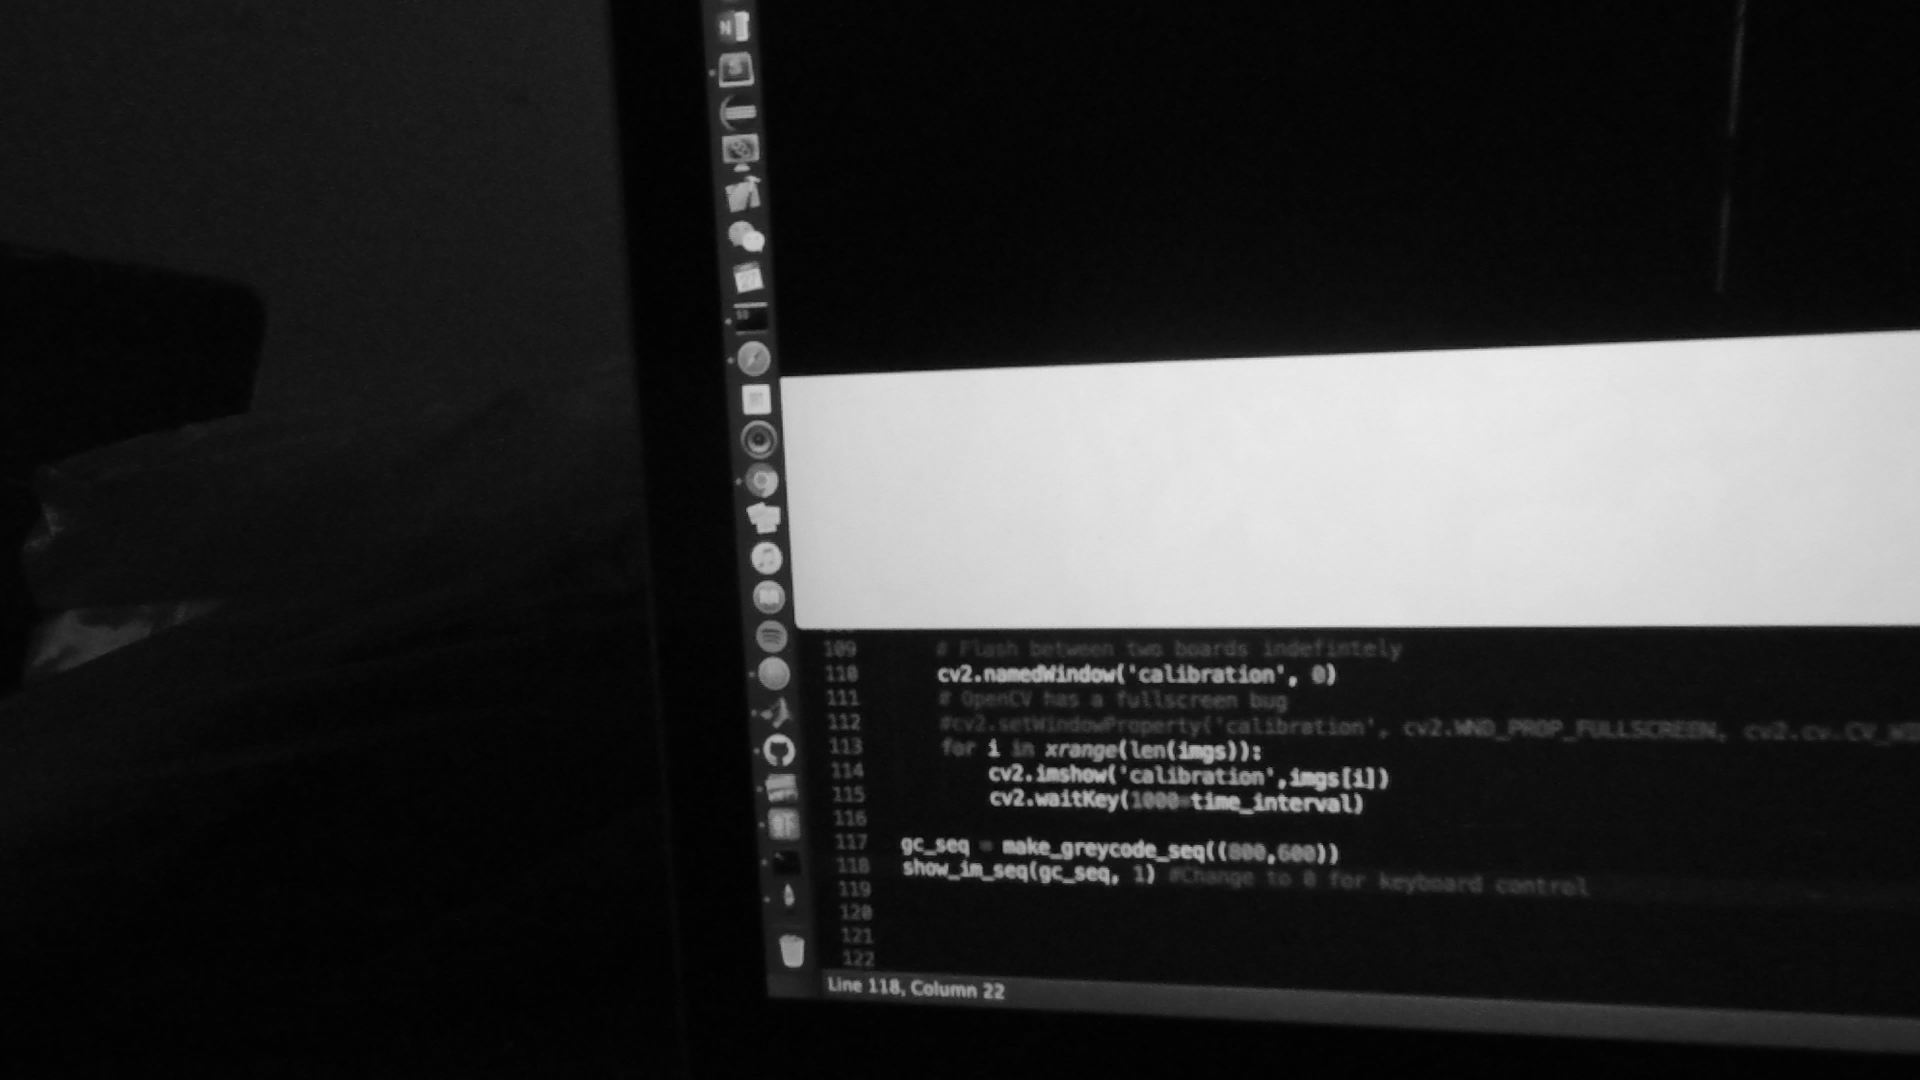 109 # Flash between two boards indefintely
110 cv2.namedWindow('calibration', 0)
111 # OpenCV has a fullscreen bug
112 #cv2.setWindowProperty('calibration', cv2.WND_PROP_FULLSCREEN, cv2.cv.CV_WI
113 for i in xrange(len(imgs)):
114 cv2.imshow('calibration',imgs[i])
115 cv2.waitKey(1000*time_interval)
116
117 gc_seq = make_greycode_seq((800,600))
118 show_im_seq(gc_seq, 1) #Change to 0 for keyboard control
119
120
121
122
Line 118, Column 22